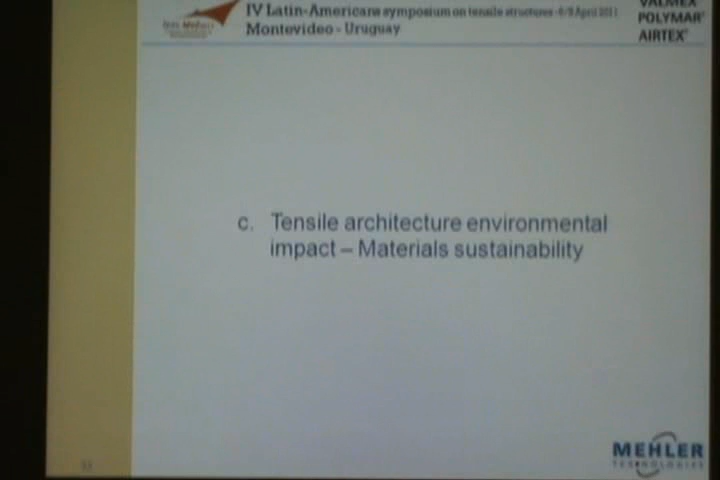 IV Latin-Americans symposium on tensile structures - 6/8 April 2011
Montevideo - Uruguay
VALMEX
POLYMAR®
AIRTEX®
c. Tensile architecture environmental
impact – Materials sustainability
MEHLER
TECHNOLOGIES